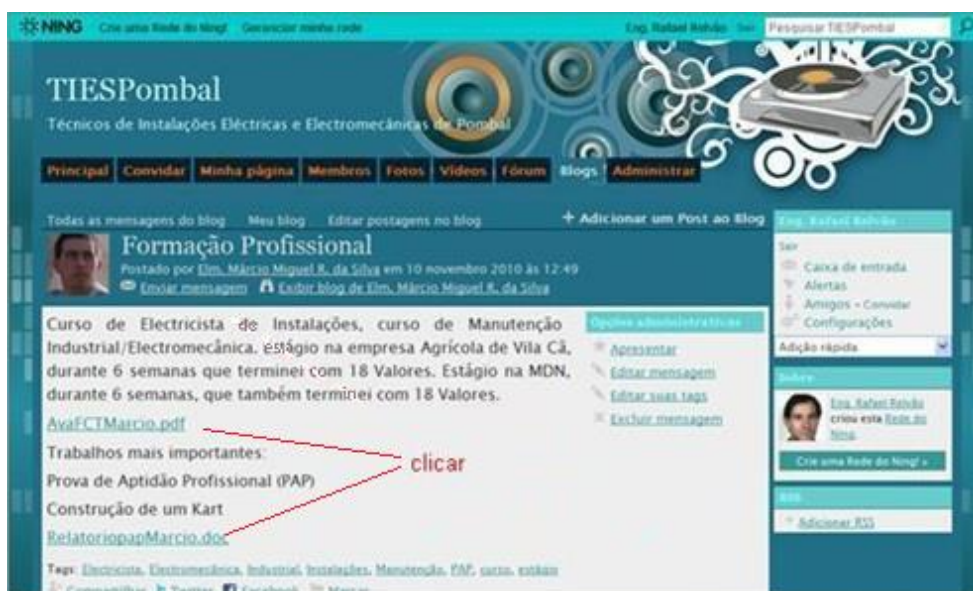 NING Crie uma Rede do Ning! Gerenciar minha rede Eng. Rafael Relvão Sair Pesquisar TIESPombal
TIESPombal
Técnicos de Instalações Eléctricas e Electromecânicas de Pombal
Principal Convidar Minha página Membros Fotos Vídeos Fórum Blogs Administrar
Todas as mensagens do blog Meu blog Editar postagens no blog + Adicionar um Post ao Blog
Formação Profissional
Postado por Elm. Márcio Miguel R. da Silva em 10 novembro 2010 às 12:49
Enviar mensagem Exibir blog de Elm. Márcio Miguel R. da Silva
Curso de Electricista de Instalações, curso de Manutenção
Industrial/Electromecânica. estágio na empresa Agrícola de Vila Cã,
durante 6 semanas que terminei com 18 Valores. Estágio na MDN,
durante 6 semanas, que também terminei com 18 Valores.
AvaFCTMarcio.pdf
Trabalhos mais importantes:
Prova de Aptidão Profissional (PAP)
Construção de um Kart
RelatoriopapMarcio.doc
clicar
Tags: Electricista, Electromecânica, Industrial, Instalações, Manutenção, PAP, curso, estágio
Compartilhar Twitter Facebook
Opções administrativas
Apresentar
Editar mensagem
Editar suas tags
Excluir mensagem
Eng. Rafael Relvão
Sair
Caixa de entrada
Alertas
Amigos - Convidar
Configurações
Adição rápida
Sobre
Eng. Rafael Relvão
criou esta Rede do
Ning.
Crie uma Rede do Ning! »
RSS
Adicionar RSS